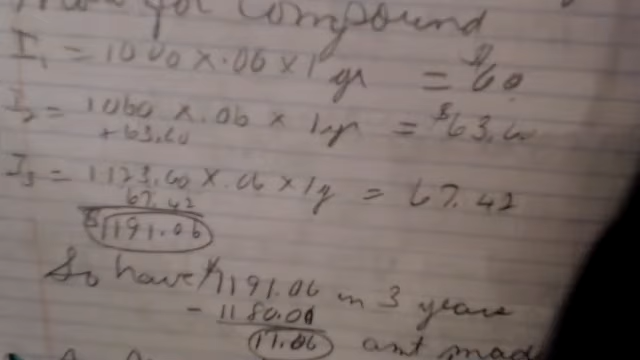 for Compound
I1 = 1000 x .06 x 1 yr = $60.
I2 = 1060 x .06 x 1 yr = $63.60
+ 63.60
I3 = 1123.60 x .06 x 1 y = 67.42
67.42
$1191.06
So have $1191.06 in 3 years
- 1180.00
11.06 amt mad